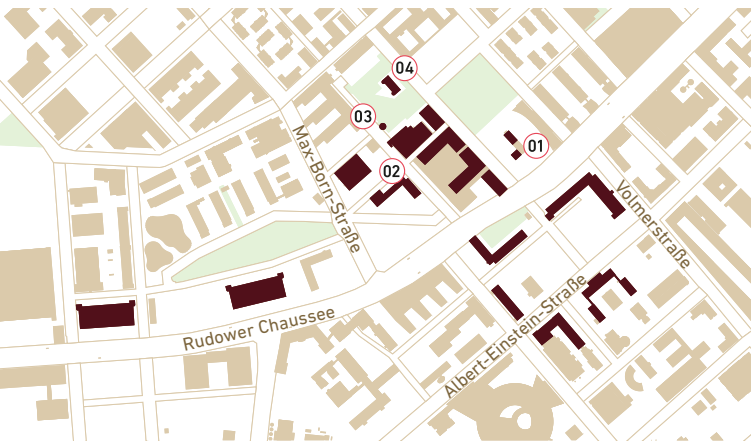 04
03
01
02
Max-Born-Straße
Volmerstraße
Rudower Chaussee
Albert-Einstein-Straße